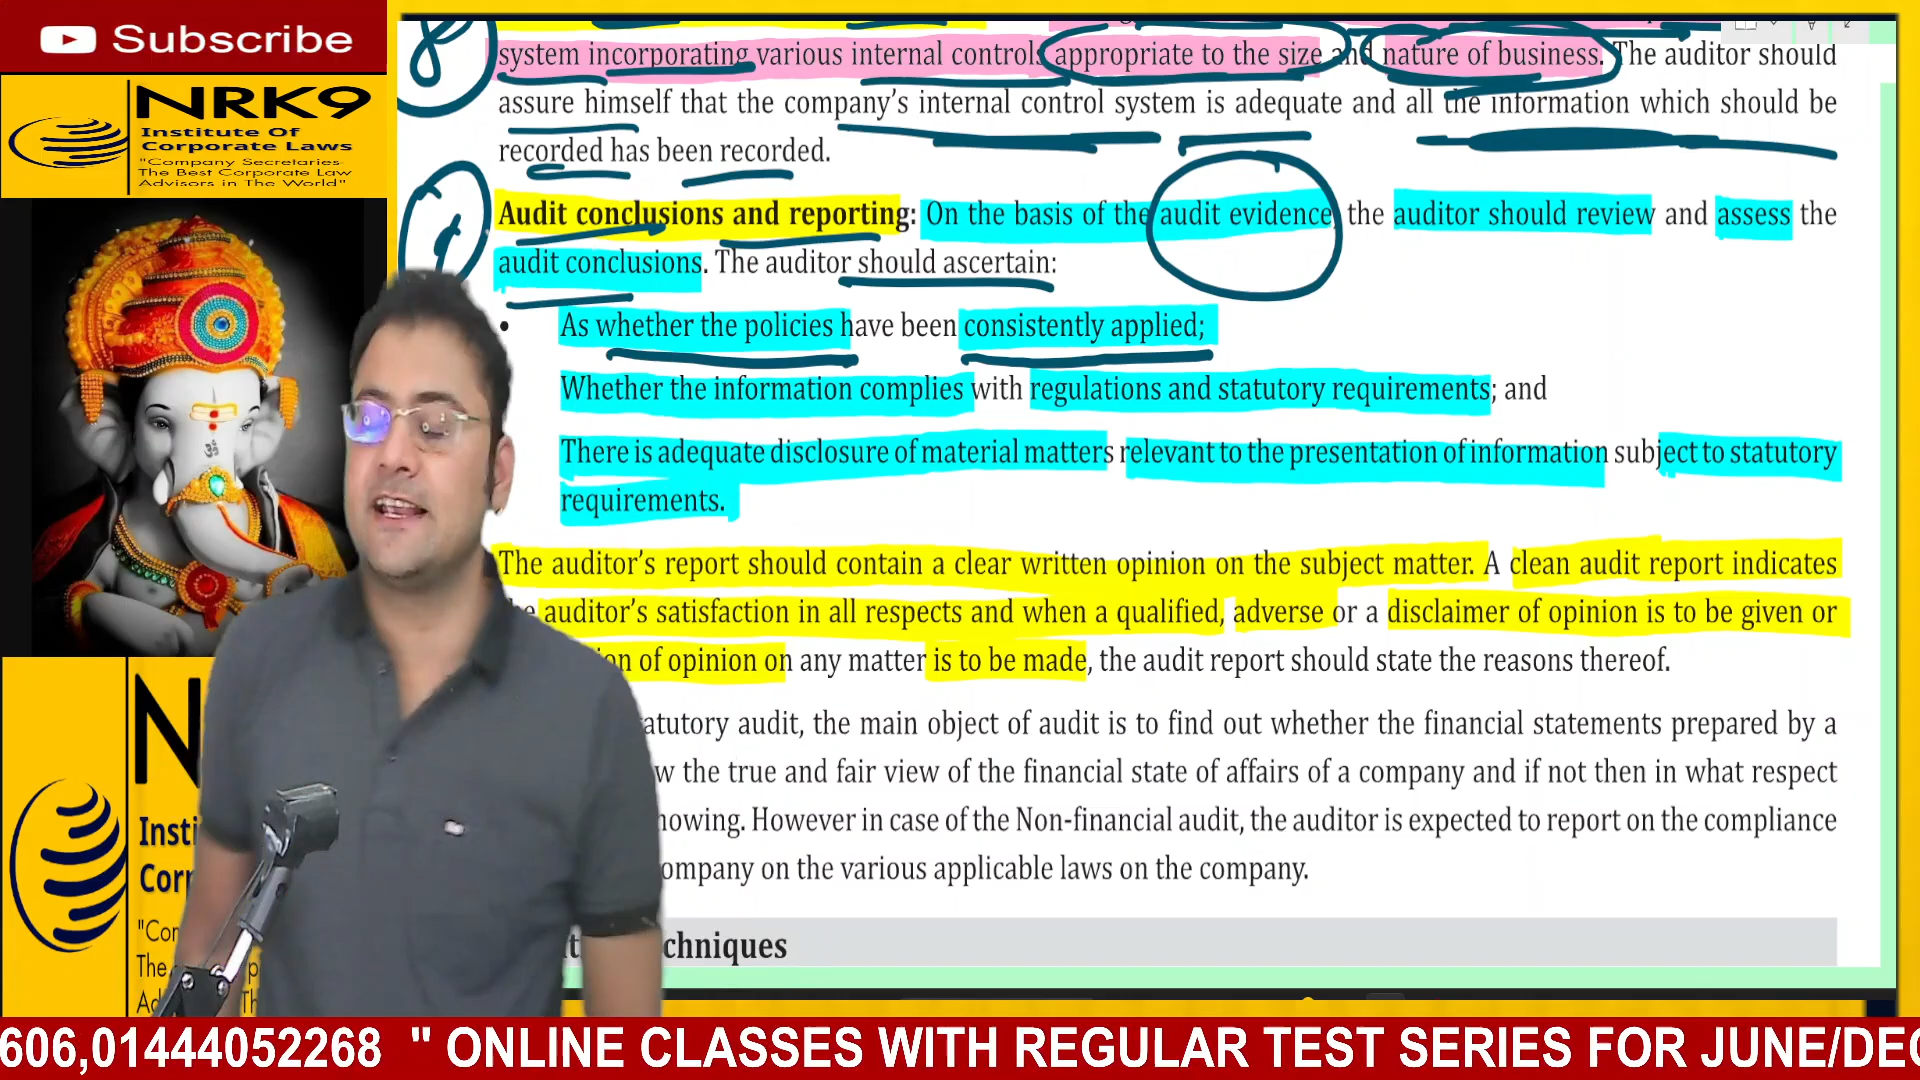 Subscribe
NRK9
Institute Of
Corporate Laws
"Company Secretaries-
The Best Corporate Law
Advisors in The World"
system incorporating various internal controls appropriate to the size and nature of business. The auditor should
assure himself that the company's internal control system is adequate and all the information which should be
recorded has been recorded.
Audit conclusions and reporting: On the basis of the audit evidence, the auditor should review and assess the
audit conclusions. The auditor should ascertain:
• As whether the policies have been consistently applied;
Whether the information complies with regulations and statutory requirements; and
There is adequate disclosure of material matters relevant to the presentation of information subject to statutory
requirements.
The auditor's report should contain a clear written opinion on the subject matter. A clean audit report indicates
auditor's satisfaction in all respects and when a qualified, adverse or a disclaimer of opinion is to be given or
of opinion on any matter is to be made, the audit report should state the reasons thereof.
audit, the main object of audit is to find out whether the financial statements prepared by a
the true and fair view of the financial state of affairs of a company and if not then in what respect
However in case of the Non-financial audit, the auditor is expected to report on the compliance
on the various applicable laws on the company.
N
Insti
Corp
"Con
The
Ad
606,01444052268 " ONLINE CLASSES WITH REGULAR TEST SERIES FOR JUNE/DEC